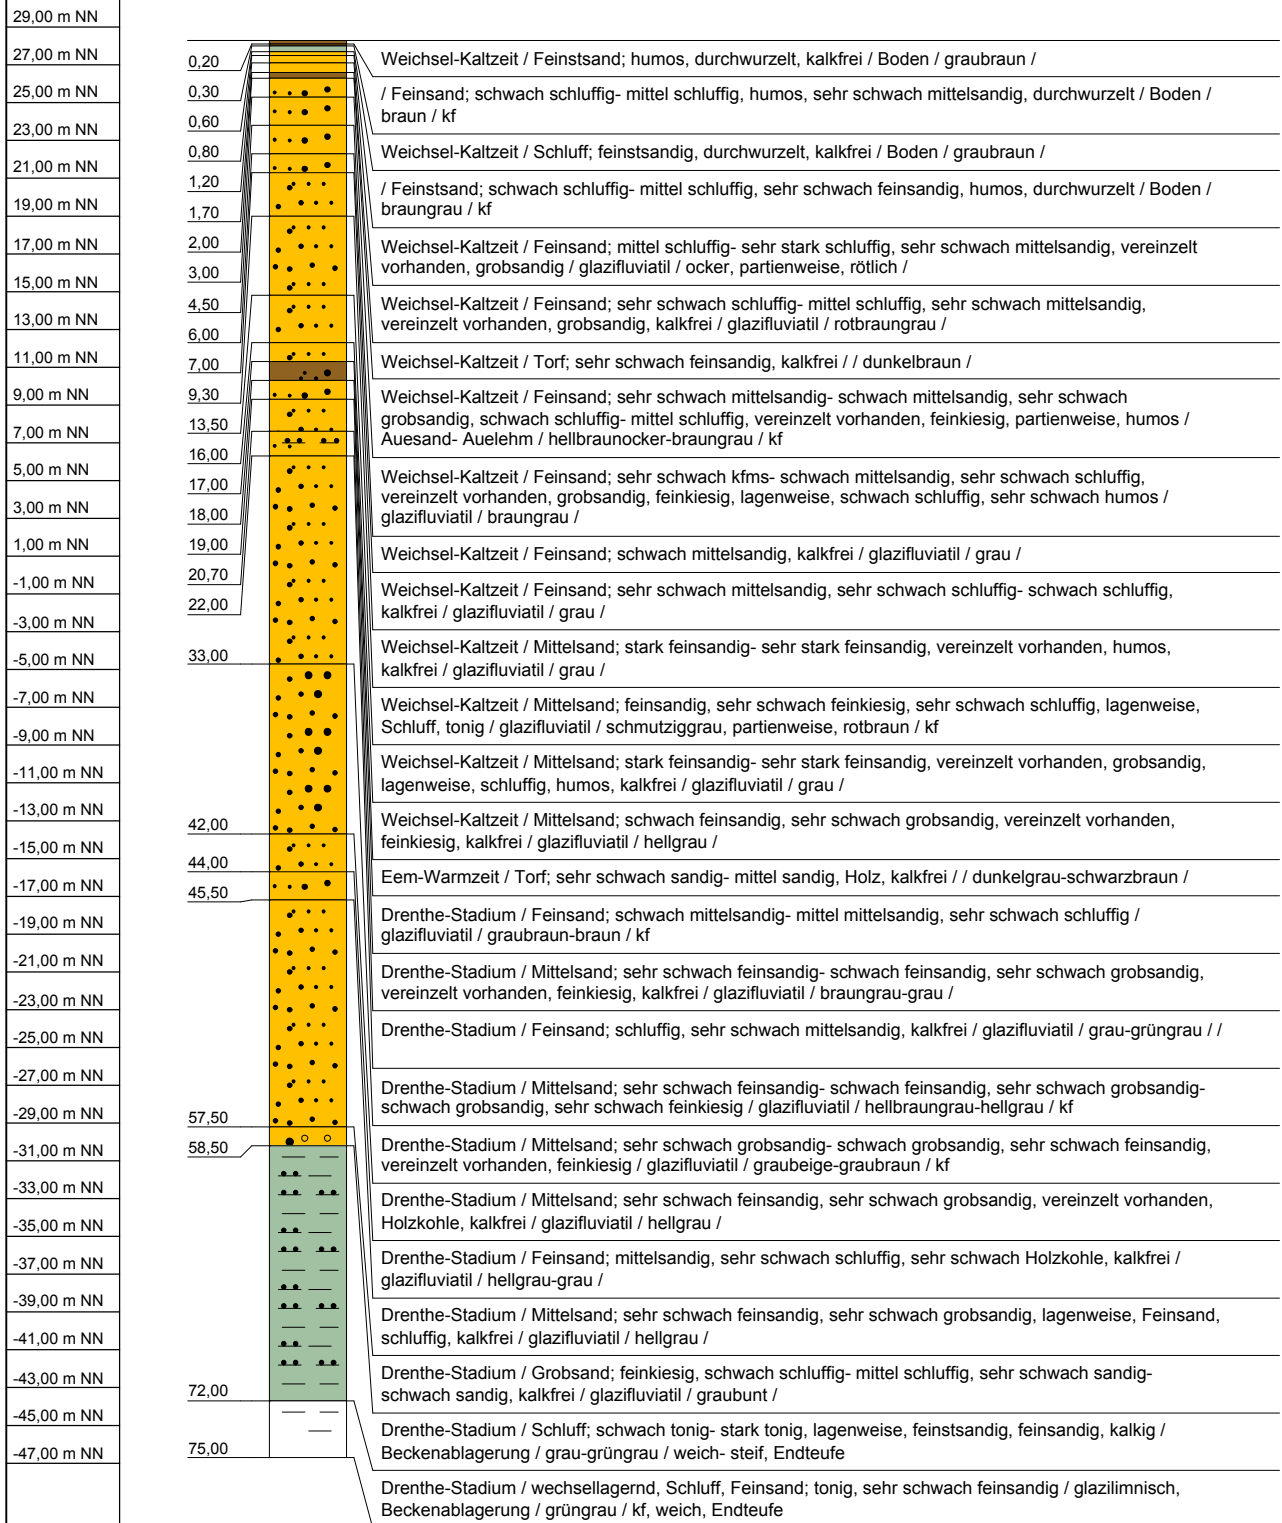 29,00 m NN
27,00 m NN
25,00 m NN
23,00 m NN
21,00 m NN
19,00 m NN
17,00 m NN
15,00 m NN
13,00 m NN
11,00 m NN
9,00 m NN
7,00 m NN
5,00 m NN
3,00 m NN
1,00 m NN
-1,00 m NN
-3,00 m NN
-5,00 m NN
-7,00 m NN
-9,00 m NN
-11,00 m NN
-13,00 m NN
-15,00 m NN
-17,00 m NN
-19,00 m NN
-21,00 m NN
-23,00 m NN
-25,00 m NN
-27,00 m NN
-29,00 m NN
-31,00 m NN
-33,00 m NN
-35,00 m NN
-37,00 m NN
-39,00 m NN
-41,00 m NN
-43,00 m NN
-45,00 m NN
-47,00 m NN
0,20
0,30
0,60
0,80
1,20
1,70
2,00
3,00
4,50
6,00
7,00
9,30
13,50
16,00
17,00
18,00
19,00
20,70
22,00
33,00
42,00
44,00
45,50
57,50
58,50
72,00
75,00
Weichsel-Kaltzeit / Feinstsand; humos, durchwurzelt, kalkfrei / Boden / graubraun /
/ Feinsand; schwach schluffig- mittel schluffig, humos, sehr schwach mittelsandig, durchwurzelt / Boden /
braun / kf
Weichsel-Kaltzeit / Schluff; feinstsandig, durchwurzelt, kalkfrei / Boden / graubraun /
/ Feinstsand; schwach schluffig- mittel schluffig, sehr schwach feinsandig, humos, durchwurzelt / Boden /
braungrau / kf
Weichsel-Kaltzeit / Feinsand; mittel schluffig- sehr stark schluffig, sehr schwach mittelsandig, vereinzelt
vorhanden, grobsandig / glazifluviatil / ocker, partienweise, rötlich /
Weichsel-Kaltzeit / Feinsand; sehr schwach schluffig- mittel schluffig, sehr schwach mittelsandig,
vereinzelt vorhanden, grobsandig, kalkfrei / glazifluviatil / rotbraungrau /
Weichsel-Kaltzeit / Torf; sehr schwach feinsandig, kalkfrei / / dunkelbraun /
Weichsel-Kaltzeit / Feinsand; sehr schwach mittelsandig- schwach mittelsandig, sehr schwach
grobsandig, schwach schluffig- mittel schluffig, vereinzelt vorhanden, feinkiesig, partienweise, humos /
Auesand- Auelehm / hellbraunocker-braungrau / kf
Weichsel-Kaltzeit / Feinsand; sehr schwach kfms- schwach mittelsandig, sehr schwach schluffig,
vereinzelt vorhanden, grobsandig, feinkiesig, lagenweise, schwach schluffig, sehr schwach humos /
glazifluviatil / braungrau /
Weichsel-Kaltzeit / Feinsand; schwach mittelsandig, kalkfrei / glazifluviatil / grau /
Weichsel-Kaltzeit / Feinsand; sehr schwach mittelsandig, sehr schwach schluffig- schwach schluffig,
kalkfrei / glazifluviatil / grau /
Weichsel-Kaltzeit / Mittelsand; stark feinsandig- sehr stark feinsandig, vereinzelt vorhanden, humos,
kalkfrei / glazifluviatil / grau /
Weichsel-Kaltzeit / Mittelsand; feinsandig, sehr schwach feinkiesig, sehr schwach schluffig, lagenweise,
Schluff, tonig / glazifluviatil / schmutziggrau, partienweise, rotbraun / kf
Weichsel-Kaltzeit / Mittelsand; stark feinsandig- sehr stark feinsandig, vereinzelt vorhanden, grobsandig,
lagenweise, schluffig, humos, kalkfrei / glazifluviatil / grau /
Weichsel-Kaltzeit / Mittelsand; schwach feinsandig, sehr schwach grobsandig, vereinzelt vorhanden,
feinkiesig, kalkfrei / glazifluviatil / hellgrau /
Eem-Warmzeit / Torf; sehr schwach sandig- mittel sandig, Holz, kalkfrei / / dunkelgrau-schwarzbraun /
Drenthe-Stadium / Feinsand; schwach mittelsandig- mittel mittelsandig, sehr schwach schluffig /
glazifluviatil / graubraun-braun / kf
Drenthe-Stadium / Mittelsand; sehr schwach feinsandig- schwach feinsandig, sehr schwach grobsandig,
vereinzelt vorhanden, feinkiesig, kalkfrei / glazifluviatil / braungrau-grau /
Drenthe-Stadium / Feinsand; schluffig, sehr schwach mittelsandig, kalkfrei / glazifluviatil / grau-grüngrau / /
Drenthe-Stadium / Mittelsand; sehr schwach feinsandig- schwach feinsandig, sehr schwach grobsandig-
schwach grobsandig, sehr schwach feinkiesig / glazifluviatil / hellbraungrau-hellgrau / kf
Drenthe-Stadium / Mittelsand; sehr schwach grobsandig- schwach grobsandig, sehr schwach feinsandig,
vereinzelt vorhanden, feinkiesig / glazifluviatil / graubeige-graubraun / kf
Drenthe-Stadium / Mittelsand; sehr schwach feinsandig, sehr schwach grobsandig, vereinzelt vorhanden,
Holzkohle, kalkfrei / glazifluviatil / hellgrau /
Drenthe-Stadium / Feinsand; mittelsandig, sehr schwach schluffig, sehr schwach Holzkohle, kalkfrei /
glazifluviatil / hellgrau-grau /
Drenthe-Stadium / Mittelsand; sehr schwach feinsandig, sehr schwach grobsandig, lagenweise, Feinsand,
schluffig, kalkfrei / glazifluviatil / hellgrau /
Drenthe-Stadium / Grobsand; feinkiesig, schwach schluffig- mittel schluffig, sehr schwach sandig-
schwach sandig, kalkfrei / glazifluviatil / graubunt /
Drenthe-Stadium / Schluff; schwach tonig- stark tonig, lagenweise, feinstsandig, feinsandig, kalkig /
Beckenablagerung / grau-grüngrau / weich- steif, Endteufe
Drenthe-Stadium / wechsellagernd, Schluff, Feinsand; tonig, sehr schwach feinsandig / glazilimnisch,
Beckenablagerung / grüngrau / kf, weich, Endteufe